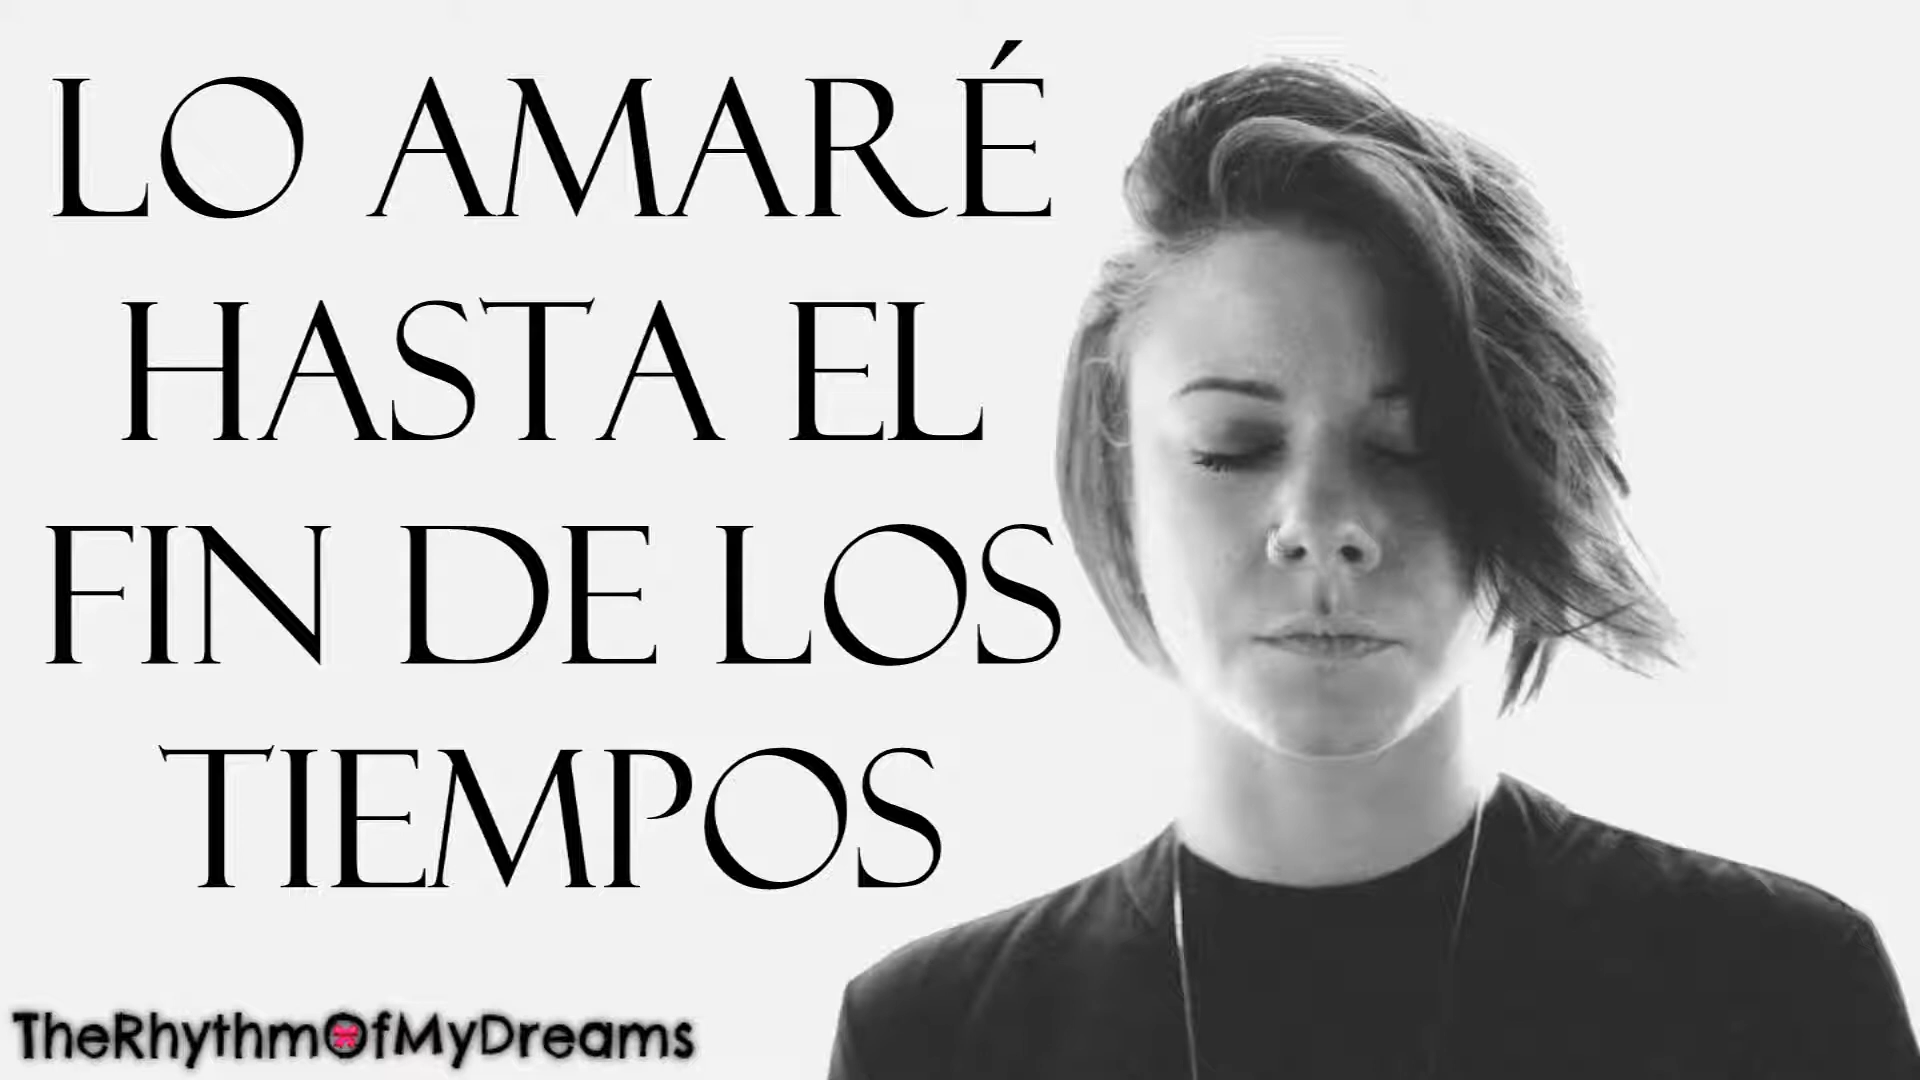 LO AMARÉ
HASTA EL
FIN DE LOS
TIEMPOS
TheRhythmOfMyDreams